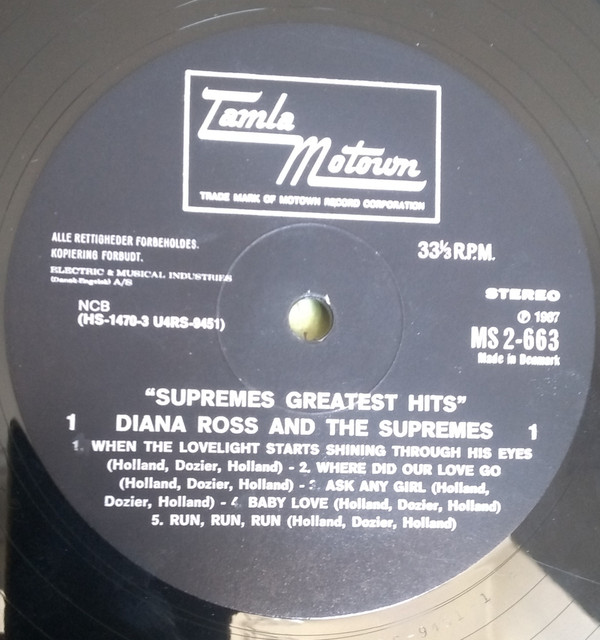 Tamla
Motown
TRADE MARK OF MOTOWN RECORD CORPORATION
ALLE RETTIGHEDER FORBEHOLDES.
KOPIERING FORBUDT.
ELECTRIC & MUSICAL INDUSTRIES
(Dansk-Engelsk) A/S
33⅓ R.P.M.
NCB
(HS-1470-3 U4RS-9451)
STEREO
℗ 1967
MS 2-663
Made in Denmark
"SUPREMES GREATEST HITS"
1 DIANA ROSS AND THE SUPREMES 1
1. WHEN THE LOVELIGHT STARTS SHINING THROUGH HIS EYES
(Holland, Dozier, Holland) - 2. WHERE DID OUR LOVE GO
(Holland, Dozier, Holland) - 3. ASK ANY GIRL (Holland,
Dozier, Holland) - 4. BABY LOVE (Holland, Dozier, Holland)
5. RUN, RUN, RUN (Holland, Dozier, Holland)